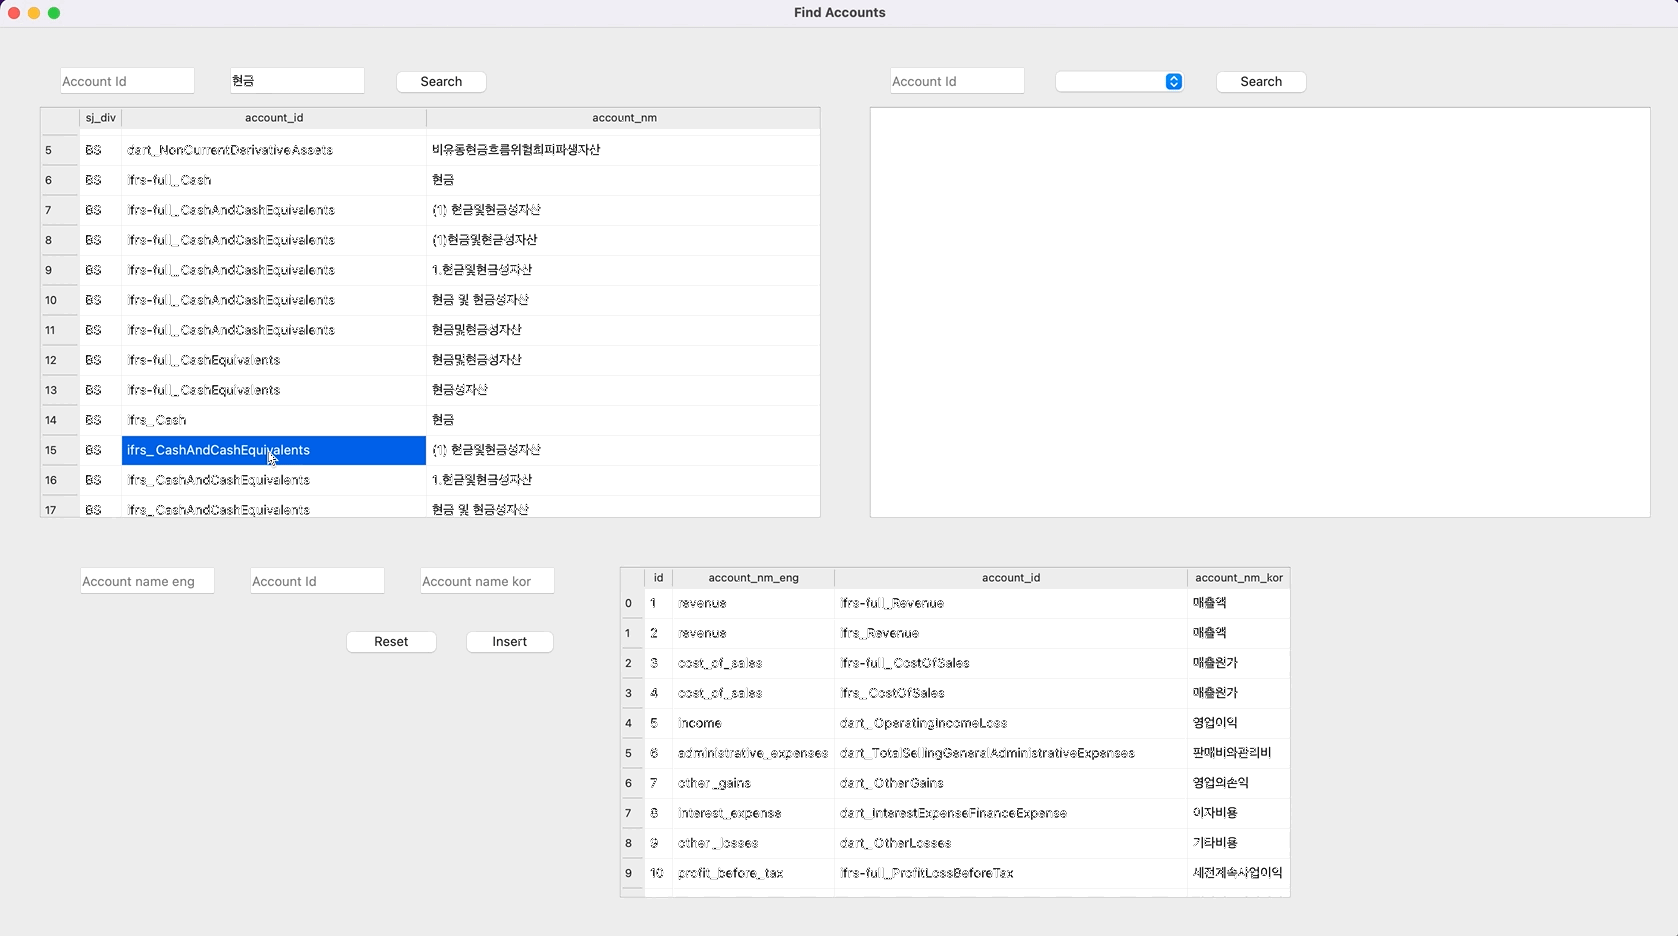 Find Accounts
Account Id 현금 Search
Account Id Search
sj_div account_id account_nm
5 BS dart_NonCurrentDerivativeAssets 비유동현금흐름위험회피파생자산
6 BS ifrs-full_Cash 현금
7 BS ifrs-full_CashAndCashEquivalents (1) 현금및현금성자산
8 BS ifrs-full_CashAndCashEquivalents (1)현금및현금성자산
9 BS ifrs-full_CashAndCashEquivalents 1.현금및현금성자산
10 BS ifrs-full_CashAndCashEquivalents 현금 및 현금성자산
11 BS ifrs-full_CashAndCashEquivalents 현금및현금성자산
12 BS ifrs-full_CashEquivalents 현금및현금성자산
13 BS ifrs-full_CashEquivalents 현금성자산
14 BS ifrs_Cash 현금
15 BS ifrs_CashAndCashEquivalents (1) 현금및현금성자산
16 BS ifrs_CashAndCashEquivalents 1.현금및현금성자산
17 BS ifrs_CashAndCashEquivalents 현금 및 현금성자산
Account name eng Account Id Account name kor
Reset Insert
id account_nm_eng account_id account_nm_kor
0 1 revenue ifrs-full_Revenue 매출액
1 2 revenue ifrs_Revenue 매출액
2 3 cost_of_sales ifrs-full_CostOfSales 매출원가
3 4 cost_of_sales ifrs_CostOfSales 매출원가
4 5 income dart_OperatingIncomeLoss 영업이익
5 6 administrative_expenses dart_TotalSellingGeneralAdministrativeExpenses 판매비와관리비
6 7 other_gains dart_OtherGains 영업외손익
7 8 interest_expense dart_InterestExpenseFinanceExpense 이자비용
8 9 other_losses dart_OtherLosses 기타비용
9 10 profit_before_tax ifrs-full_ProfitLossBeforeTax 세전계속사업이익